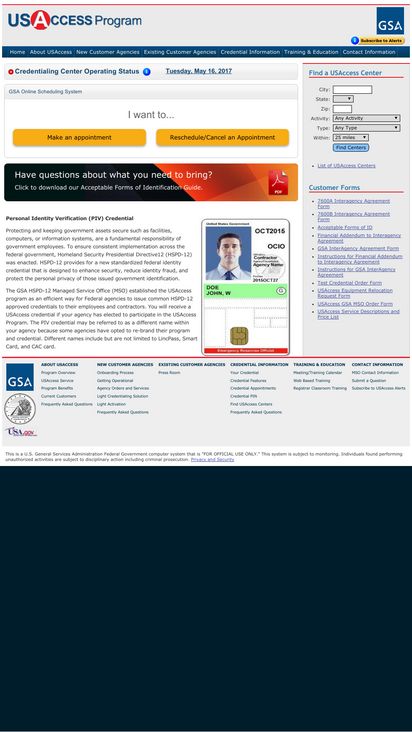 USAccess Program
GSA
Subscribe to Alerts
Home About USAccess New Customer Agencies Existing Customer Agencies Credential Information Training & Education Contact Information
Credentialing Center Operating Status Tuesday, May 16, 2017
GSA Online Scheduling System
I want to...
Make an appointment Reschedule/Cancel an Appointment
Have questions about what you need to bring?
Click to download our Acceptable Forms of Identification Guide.
PDF
Personal Identity Verification (PIV) Credential
Protecting and keeping government assets secure such as facilities,
computers, or information systems, are a fundamental responsibility of
government employees. To ensure consistent implementation across the
federal government, Homeland Security Presidential Directive12 (HSPD-12)
was enacted. HSPD-12 provides for a new standardized federal identity
credential that is designed to enhance security, reduce identity fraud, and
protect the personal privacy of those issued government identification.
The GSA HSPD-12 Managed Service Office (MSO) established the USAccess
program as an efficient way for Federal agencies to issue common HSPD-12
approved credentials to their employees and contractors. You will receive a
USAccess credential if your agency has elected to participate in the USAccess
Program. The PIV credential may be referred to as a different name within
your agency because some agencies have opted to re-brand their program
and credential. Different names include but are not limited to LincPass, Smart
Card, and CAC card.
United States Government
OCT2015
OCIO
Affiliation
Contractor
Agency/Department
Agency Name
Expires
2015OCT27
DOE
JOHN, W
G
Emergency Response Official
Find a USAccess Center
City:
State:
Zip:
Activity: Any Activity
Type: Any Type
Within: 25 miles
Find Centers
List of USAccess Centers
Customer Forms
7600A Interagency Agreement
Form
7600B Interagency Agreement
Form
Acceptable Forms of ID
Financial Addendum to Interagency
Agreement
GSA InterAgency Agreement Form
Instructions for Financial Addendum
to Interagency Agreement
Instructions for GSA InterAgency
Agreement
Test Credential Order Form
USAccess Equipment Relocation
Request Form
USAccess GSA MSO Order Form
USAccess Service Descriptions and
Price List
GSA
USA.gov
ABOUT USACCESS
Program Overview
USAccess Service
Program Benefits
Current Customers
Frequently Asked Questions
NEW CUSTOMER AGENCIES
Onboarding Process
Getting Operational
Agency Orders and Services
Light Credentialing Solution
Light Activation
Frequently Asked Questions
EXISTING CUSTOMER AGENCIES
Press Room
CREDENTIAL INFORMATION
Your Credential
Credential Features
Credential Appointments
Credential PIN
Find USAccess Centers
Frequently Asked Questions
TRAINING & EDUCATION
Meeting/Training Calendar
Web Based Training
Registrar Classroom Training
CONTACT INFORMATION
MSO Contact Information
Submit a Question
Subscribe to USAccess Alerts
This is a U.S. General Services Administration Federal Government computer system that is "FOR OFFICIAL USE ONLY." This system is subject to monitoring. Individuals found performing
unauthorized activities are subject to disciplinary action including criminal prosecution. Privacy and Security